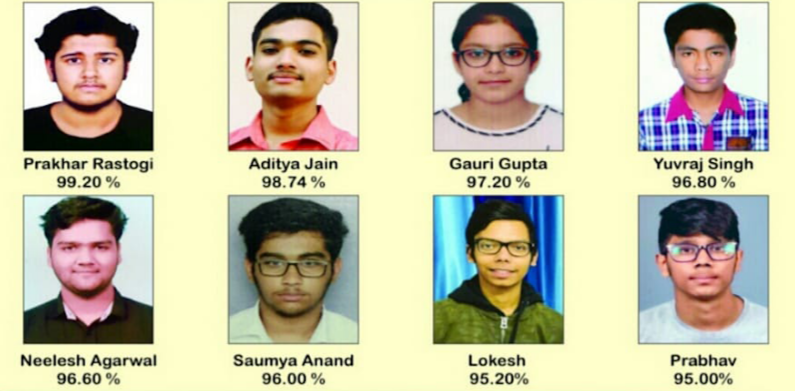 Prakhar Rastogi
99.20 %
Aditya Jain
98.74 %
Gauri Gupta
97.20 %
Yuvraj Singh
96.80 %
Neelesh Agarwal
96.60 %
Saumya Anand
96.00 %
Lokesh
95.20%
Prabhav
95.00%